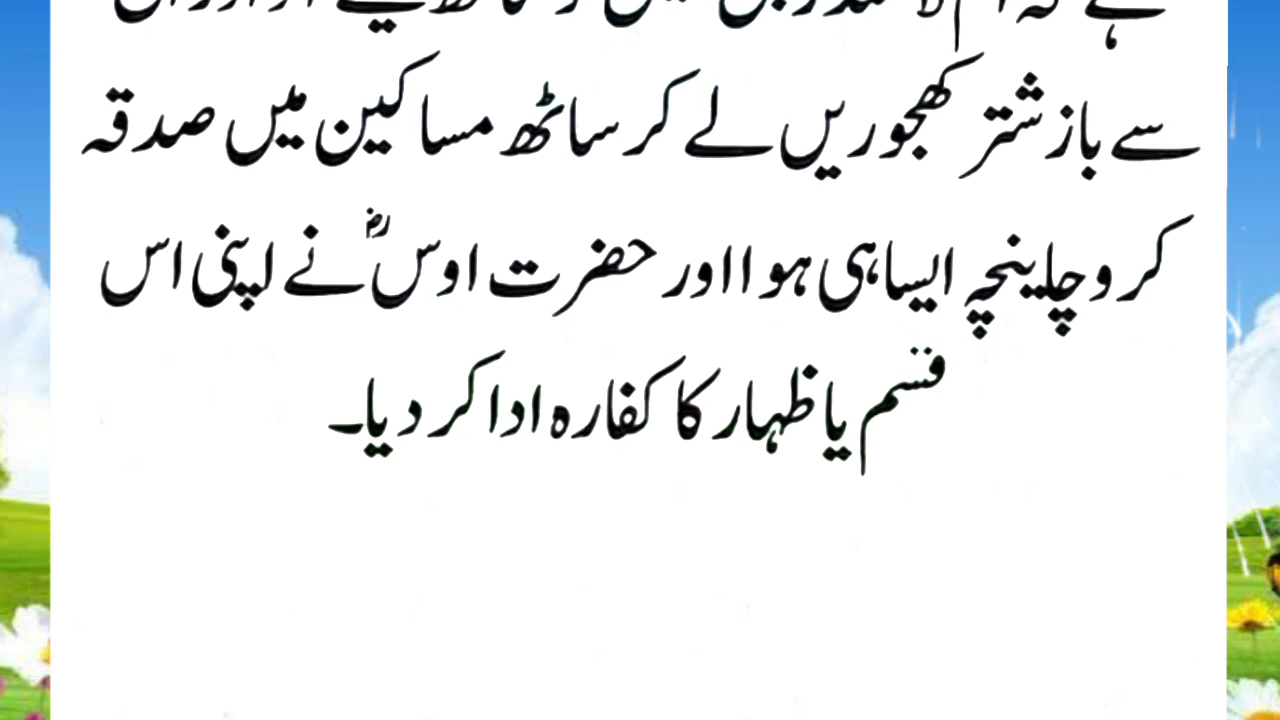 سے باز شتر کھجوریں لے کر ساٹھ مساکین میں صدقہ
کرو چاینچہ ایسا ہی ہوا اور حضرت اوسؓ نے اپنی اس
قسم یا ظہار کا کفارہ ادا کر دیا۔